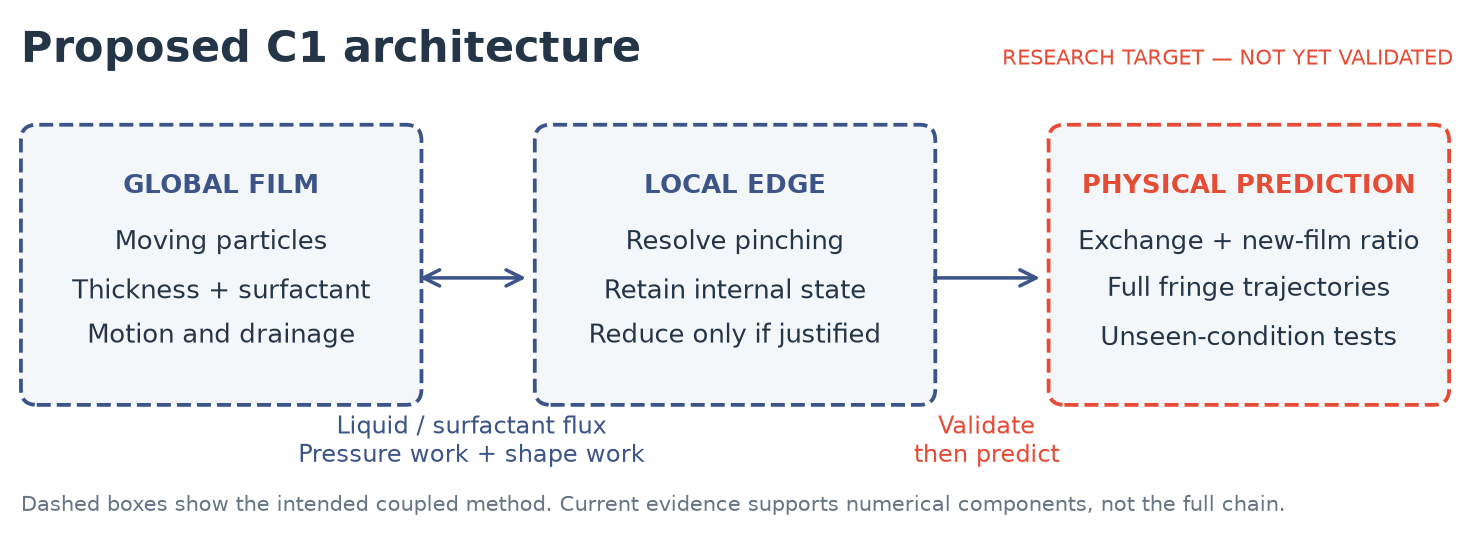 Proposed C1 architecture
RESEARCH TARGET — NOT YET VALIDATED
GLOBAL FILM
Moving particles
Thickness + surfactant
Motion and drainage
LOCAL EDGE
Resolve pinching
Retain internal state
Reduce only if justified
PHYSICAL PREDICTION
Exchange + new-film ratio
Full fringe trajectories
Unseen-condition tests
Liquid / surfactant flux
Pressure work + shape work
Validate
then predict
Dashed boxes show the intended coupled method. Current evidence supports numerical components, not the full chain.